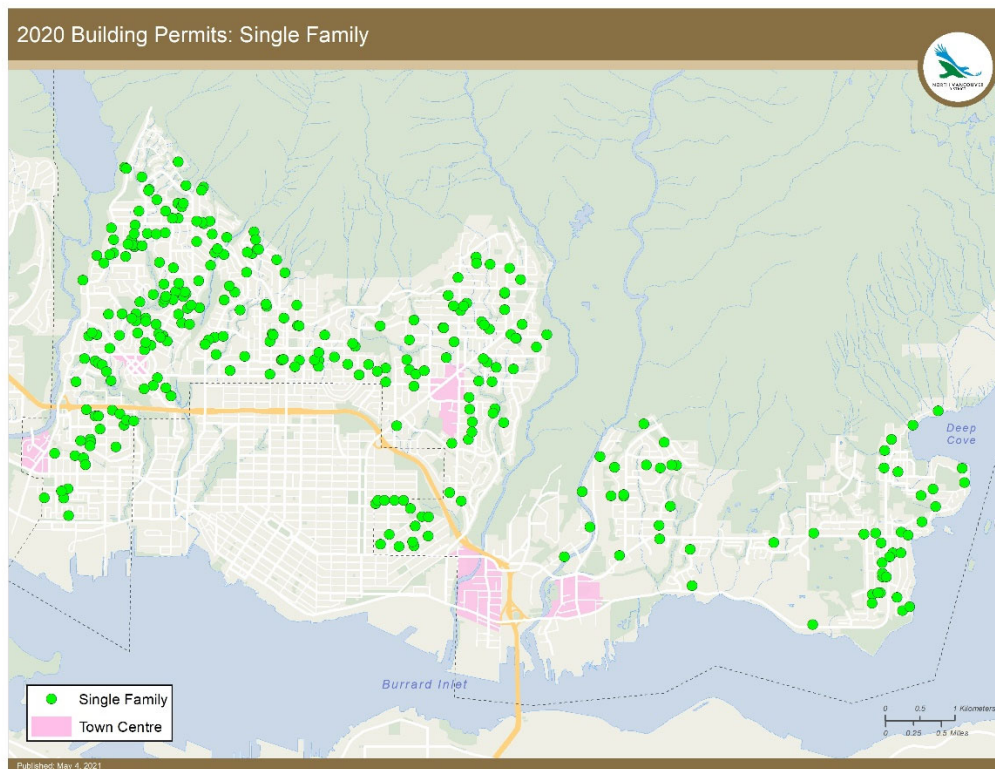 2020 Building Permits: Single Family
NORTH VANCOUVER
DISTRICT
Deep
Cove
Burrard Inlet
Single Family
Town Centre
0 0.5 1 Kilometers
0 0.25 0.5 Miles
Published: May 4, 2021